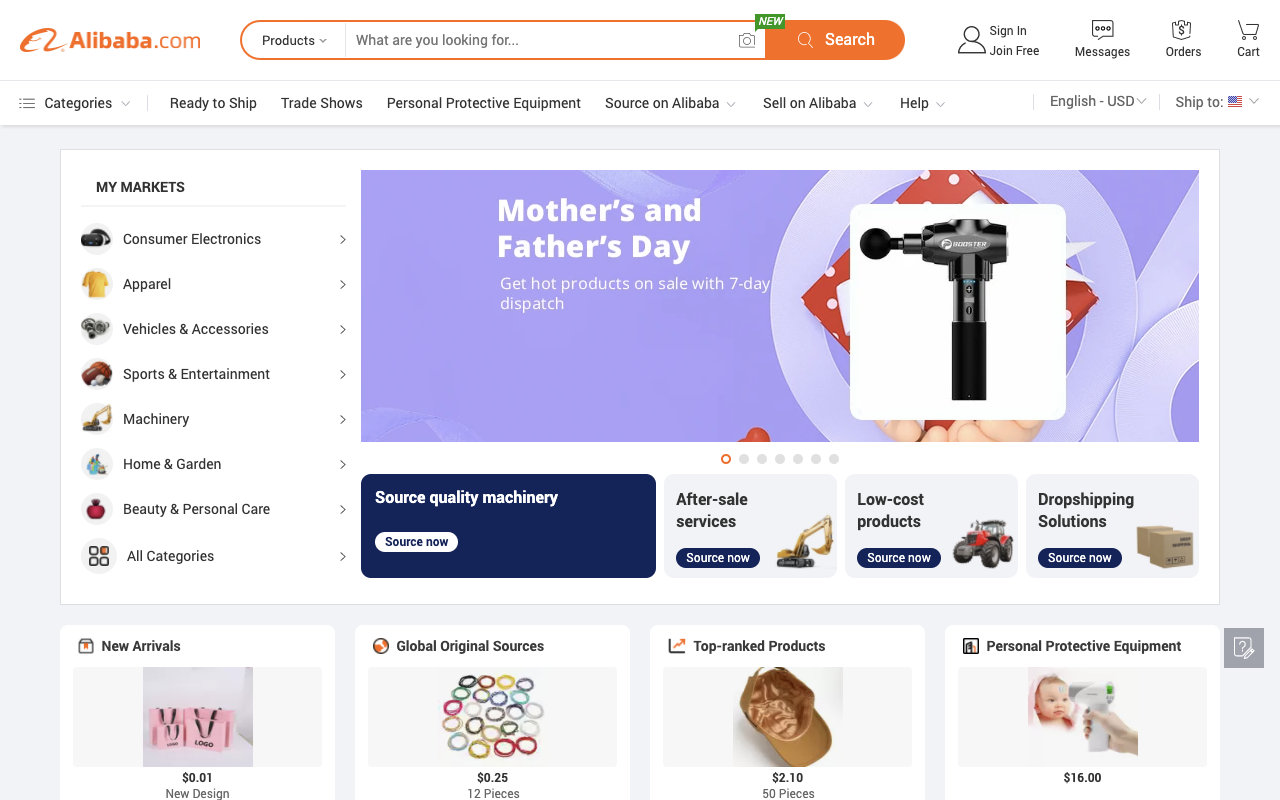 Alibaba.com
Products
What are you looking for...
NEW
Search
Sign In
Join Free
Messages
Orders
Cart
Categories
Ready to Ship
Trade Shows
Personal Protective Equipment
Source on Alibaba
Sell on Alibaba
Help
English - USD
Ship to:
MY MARKETS
Consumer Electronics
Apparel
Vehicles & Accessories
Sports & Entertainment
Machinery
Home & Garden
Beauty & Personal Care
All Categories
Mother's and
Father's Day
Get hot products on sale with 7-day
dispatch
BOOSTER
Source quality machinery
Source now
After-sale
services
Source now
Low-cost
products
Source now
Dropshipping
Solutions
Source now
New Arrivals
LOGO
LOGO
$0.01
New Design
Global Original Sources
$0.25
12 Pieces
Top-ranked Products
$2.10
50 Pieces
Personal Protective Equipment
$16.00